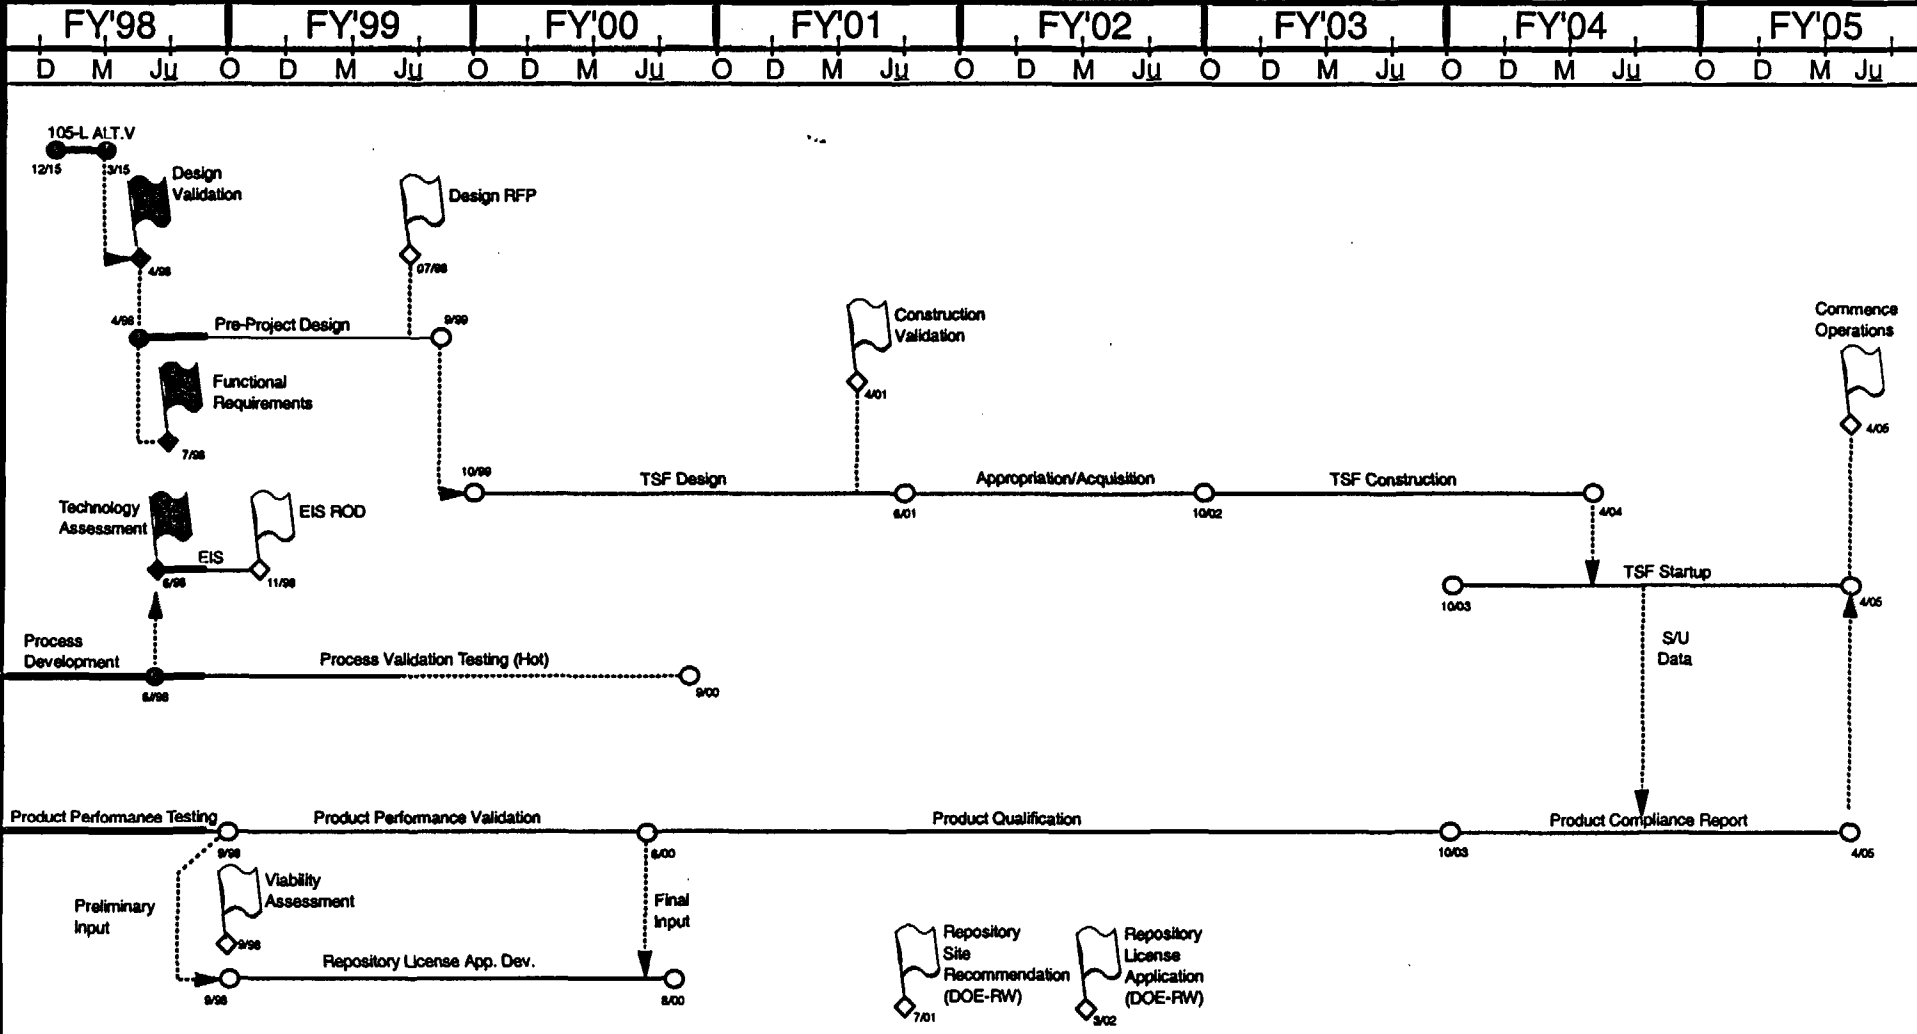 FY'98 FY'99 FY'00 FY'01 FY'02 FY'03 FY'04 FY'05
D M Ju O D M Ju O D M Ju O D M Ju O D M Ju O D M Ju O D M Ju O D M Ju
105-L ALT.V
12/15
3/15
Design
Validation
4/98
Design RFP
07/98
4/98
Pre-Project Design
9/99
Construction
Validation
4/01
Commence
Operations
4/05
Functional
Requirements
7/98
10/99
TSF Design
6/01
Appropriation/Acquisition
10/02
TSF Construction
4/04
Technology
Assessment
6/98
EIS
EIS ROD
11/98
10/03
TSF Startup
4/05
Process
Development
6/98
Process Validation Testing (Hot)
9/00
S/U
Data
Product Performance Testing
9/98
Product Performance Validation
6/00
Product Qualification
10/03
Product Compliance Report
4/05
Preliminary
Input
Viability
Assessment
9/98
Final
Input
9/98
Repository License App. Dev.
8/00
Repository
Site
Recommendation
(DOE-RW)
7/01
Repository
License
Application
(DOE-RW)
3/02